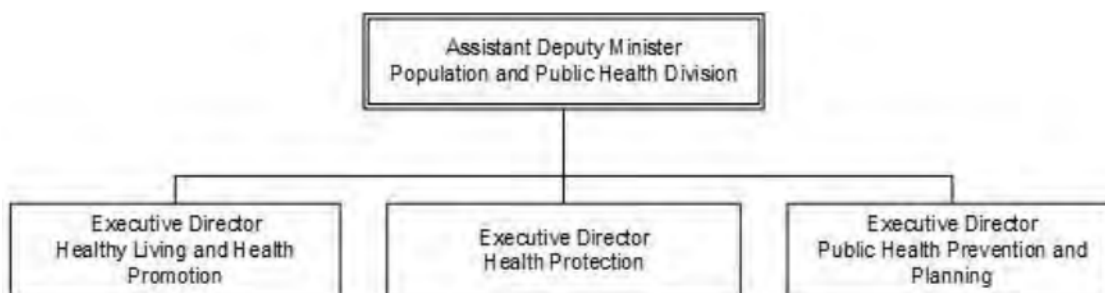 Assistant Deputy Minister
Population and Public Health Division
Executive Director
Healthy Living and Health
Promotion
Executive Director
Health Protection
Executive Director
Public Health Prevention and
Planning